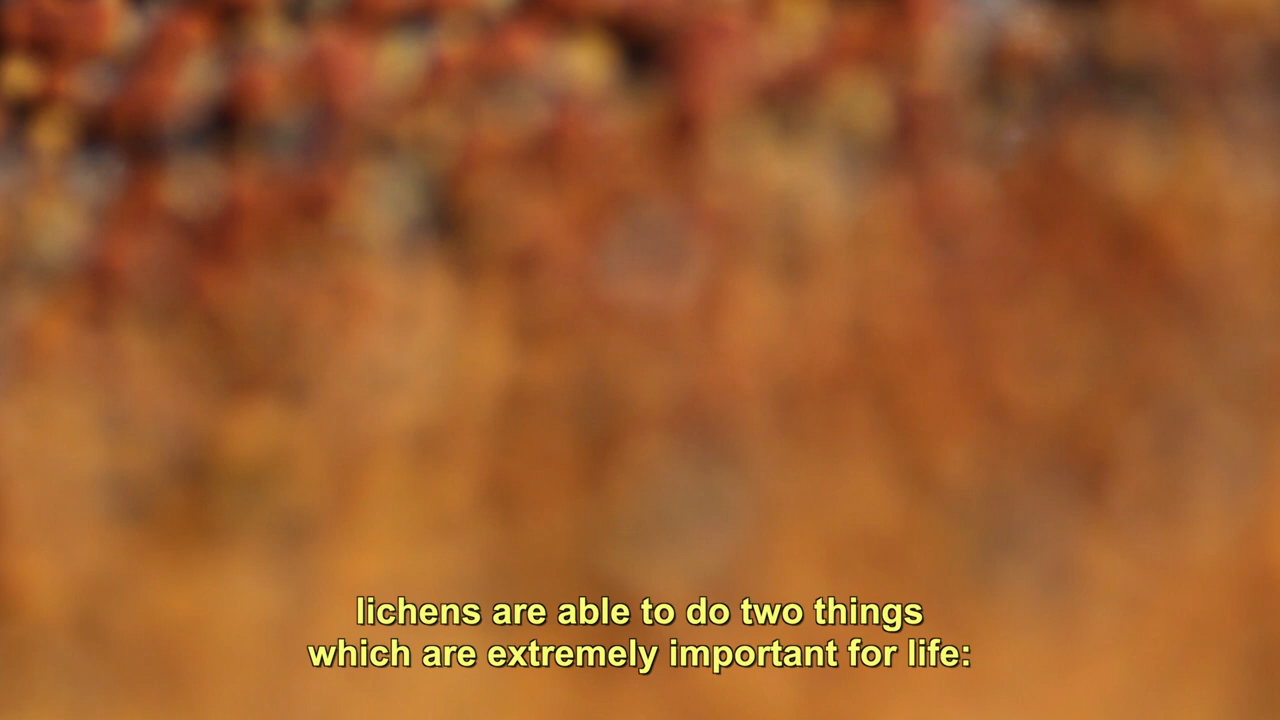 lichens are able to do two things
which are extremely important for life: